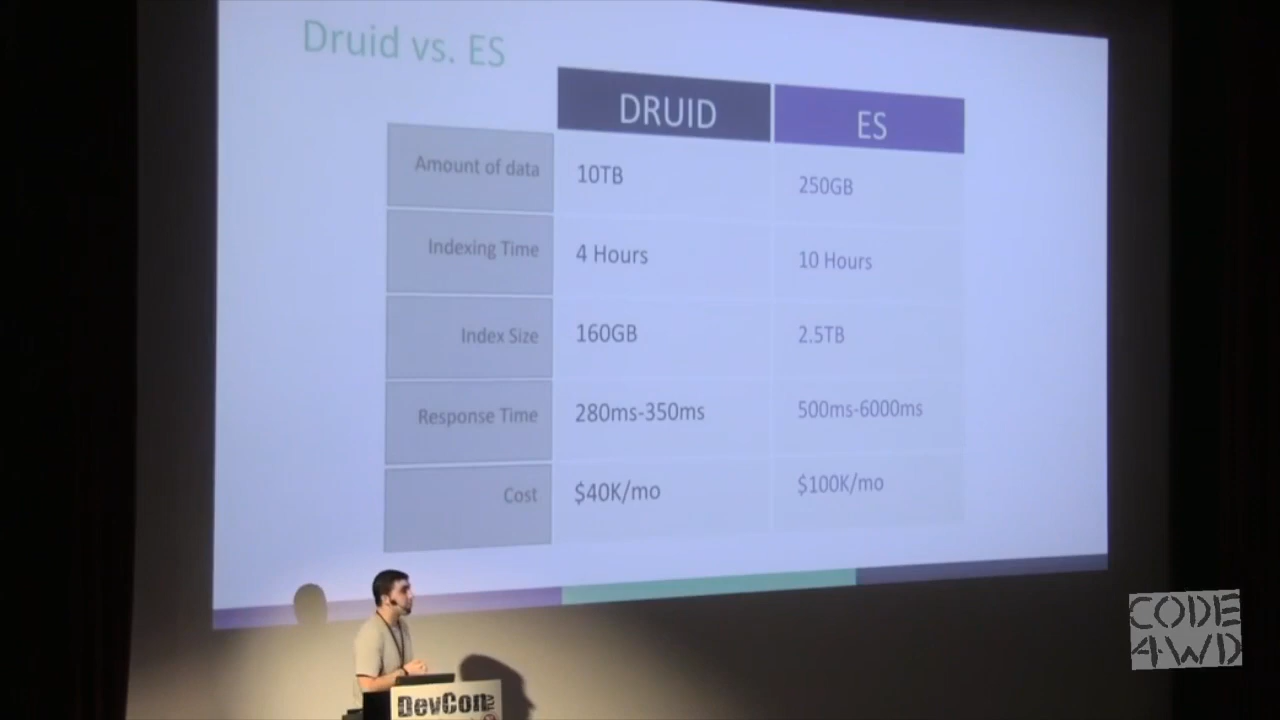 Druid vs. ES
DRUID ES
Amount of data 10TB 250GB
Indexing Time 4 Hours 10 Hours
Index Size 160GB 2.5TB
Response Time 280ms-350ms 500ms-6000ms
Cost $40K/mo $100K/mo
CODE
4WD
DevCon